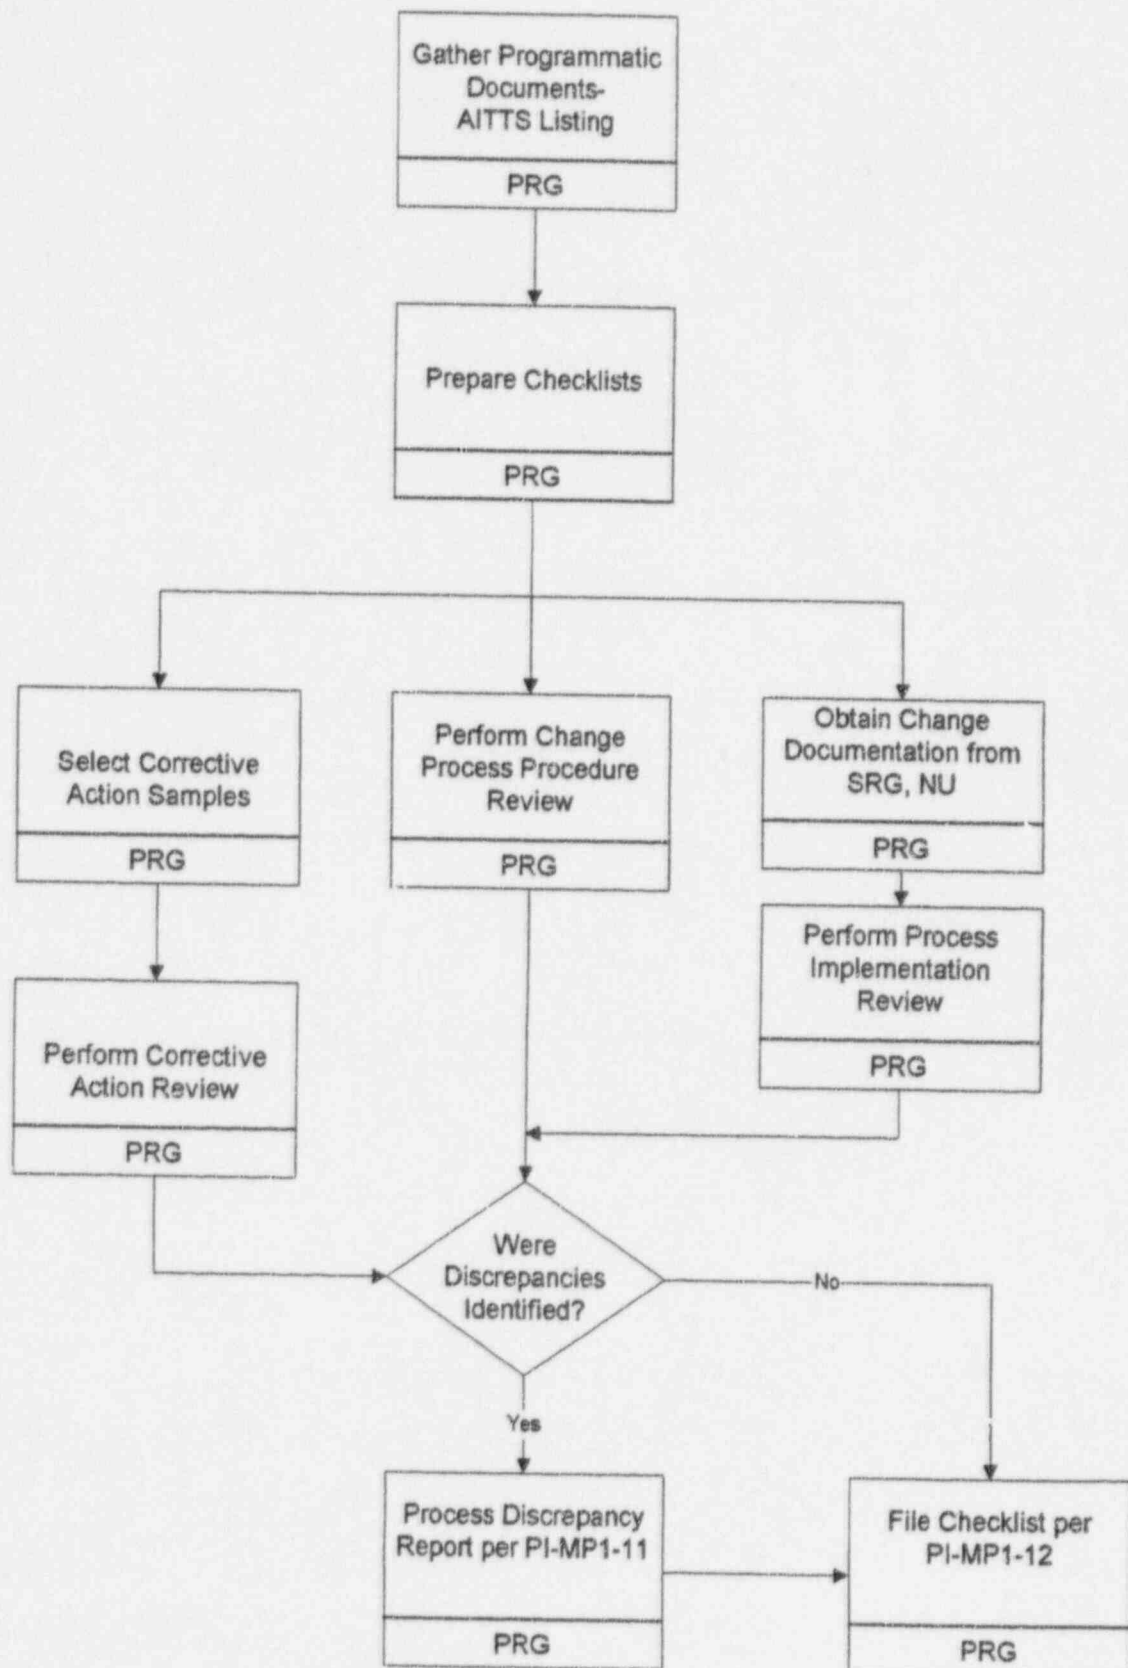 Gather Programmatic
Documents-
AITTS Listing
PRG
Prepare Checklists
PRG
Select Corrective
Action Samples
PRG
Perform Change
Process Procedure
Review
PRG
Obtain Change
Documentation from
SRG, NU
PRG
Perform Process
Implementation
Review
PRG
Perform Corrective
Action Review
PRG
Were
Discrepancies
Identified?
No
Yes
Process Discrepancy
Report per PI-MP1-11
PRG
File Checklist per
PI-MP1-12
PRG